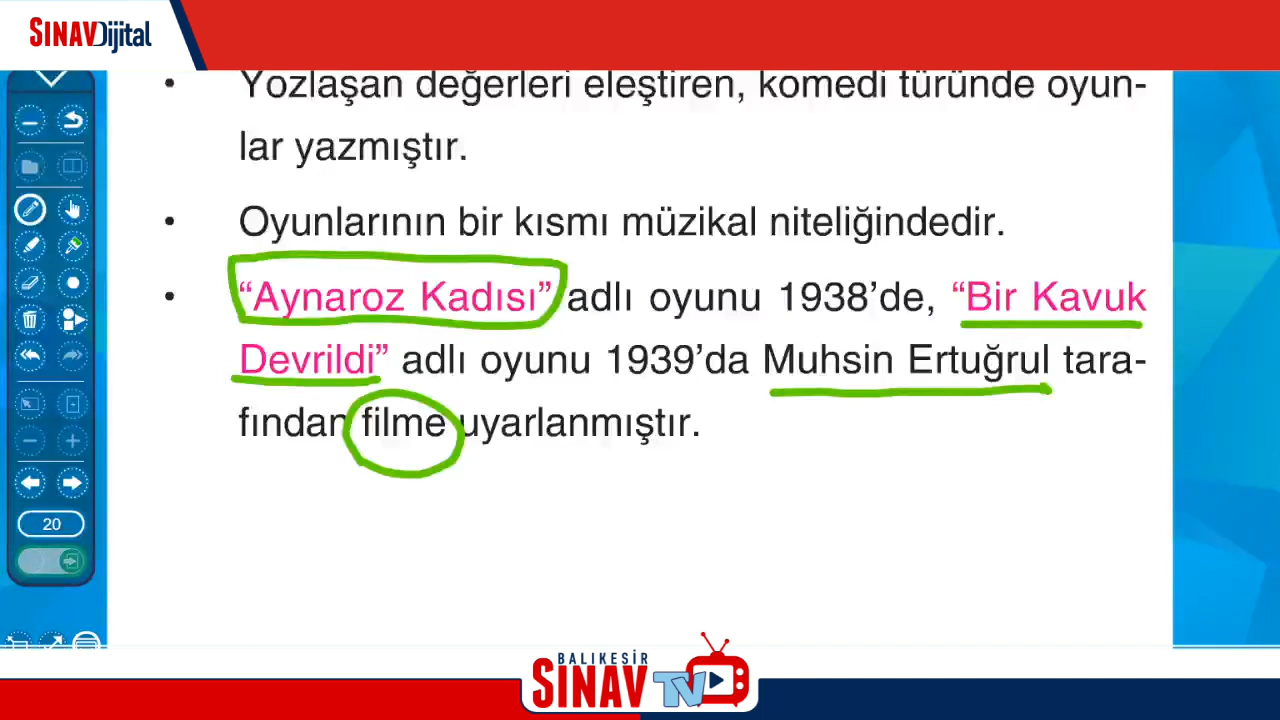 SINAVDijital
• Yozlaşan değerleri eleştiren, komedi türünde oyun-
lar yazmıştır.
• Oyunlarının bir kısmı müzikal niteliğindedir.
• “Aynaroz Kadısı” adlı oyunu 1938’de, “Bir Kavuk
Devrildi” adlı oyunu 1939’da Muhsin Ertuğrul tara-
fından filme uyarlanmıştır.
20
BALIKESİR
SINAV TV